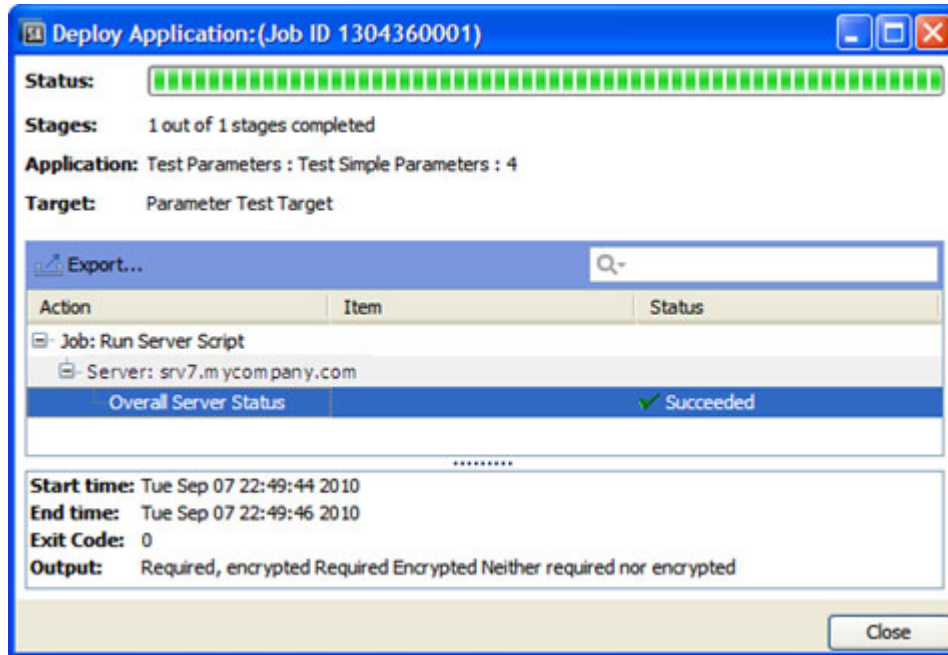 SA Deploy Application: (Job ID 1304360001)
Status:
Stages: 1 out of 1 stages completed
Application: Test Parameters : Test Simple Parameters : 4
Target: Parameter Test Target
Export...
Action Item Status
Job: Run Server Script
Server: srv7.mycompany.com
Overall Server Status Succeeded
Start time: Tue Sep 07 22:49:44 2010
End time: Tue Sep 07 22:49:46 2010
Exit Code: 0
Output: Required, encrypted Required Encrypted Neither required nor encrypted
Close